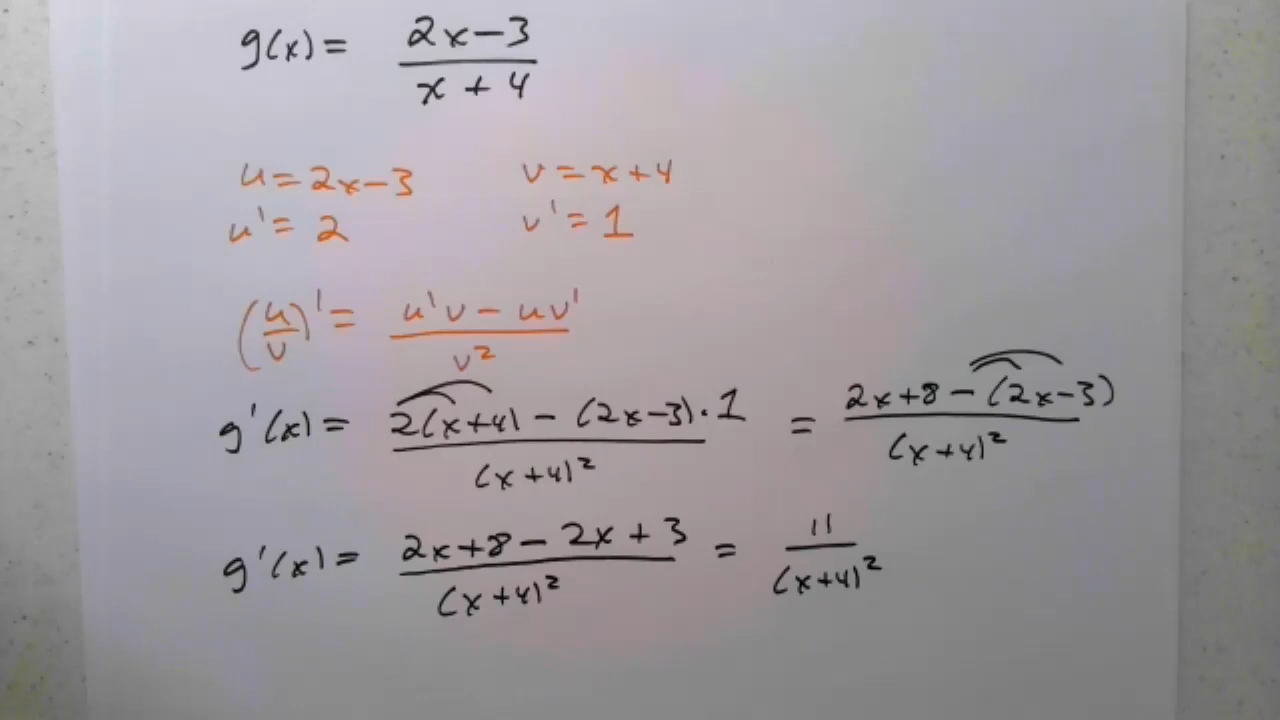 g(x) = (2x-3)/(x+4)
u = 2x-3    v = x+4
u' = 2    v' = 1
(u/v)' = (u'v - uv')/v²
g'(x) = (2(x+4) - (2x-3)·1)/(x+4)² = (2x+8-(2x-3))/(x+4)²
g'(x) = (2x+8-2x+3)/(x+4)² = 11/(x+4)²